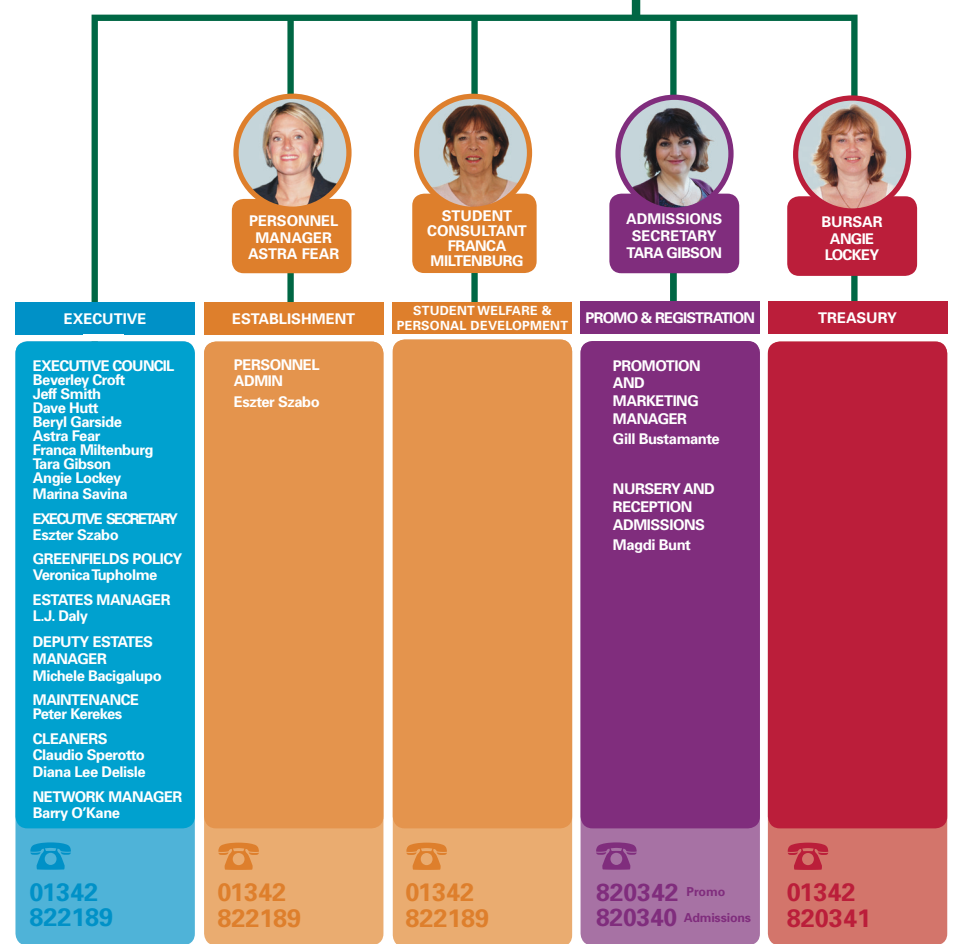 PERSONNEL
MANAGER
ASTRA FEAR
STUDENT
CONSULTANT
FRANCA
MILTENBURG
ADMISSIONS
SECRETARY
TARA GIBSON
BURSAR
ANGIE
LOCKEY
EXECUTIVE
EXECUTIVE COUNCIL
Beverley Croft
Jeff Smith
Dave Hutt
Beryl Garside
Astra Fear
Franca Miltenburg
Tara Gibson
Angie Lockey
Marina Savina
EXECUTIVE SECRETARY
Eszter Szabo
GREENFIELDS POLICY
Veronica Tupholme
ESTATES MANAGER
L.J. Daly
DEPUTY ESTATES
MANAGER
Michele Bacigalupo
MAINTENANCE
Peter Kerekes
CLEANERS
Claudio Sperotto
Diana Lee Delisle
NETWORK MANAGER
Barry O'Kane
01342
822189
ESTABLISHMENT
PERSONNEL
ADMIN
Eszter Szabo
01342
822189
STUDENT WELFARE &
PERSONAL DEVELOPMENT
01342
822189
PROMO & REGISTRATION
PROMOTION
AND
MARKETING
MANAGER
Gill Bustamante
NURSERY AND
RECEPTION
ADMISSIONS
Magdi Bunt
820342 Promo
820340 Admissions
TREASURY
01342
820341